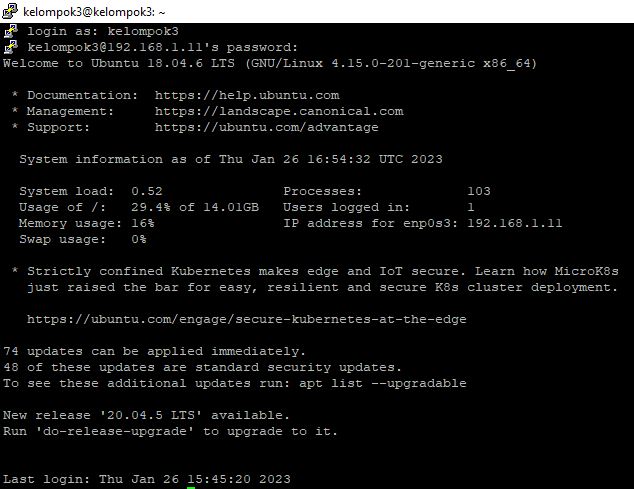 kelompok3@kelompok3: ~
login as: kelompok3
kelompok3@192.168.1.11's password:
Welcome to Ubuntu 18.04.6 LTS (GNU/Linux 4.15.0-201-generic x86_64)
* Documentation:  https://help.ubuntu.com
* Management:     https://landscape.canonical.com
* Support:        https://ubuntu.com/advantage
System information as of Thu Jan 26 16:54:32 UTC 2023
System load:  0.52              Processes:             103
Usage of /:   29.4% of 14.01GB   Users logged in:       1
Memory usage: 16%               IP address for enp0s3: 192.168.1.11
Swap usage:   0%
* Strictly confined Kubernetes makes edge and IoT secure. Learn how MicroK8s
just raised the bar for easy, resilient and secure K8s cluster deployment.
https://ubuntu.com/engage/secure-kubernetes-at-the-edge
74 updates can be applied immediately.
48 of these updates are standard security updates.
To see these additional updates run: apt list --upgradable
New release '20.04.5 LTS' available.
Run 'do-release-upgrade' to upgrade to it.
Last login: Thu Jan 26 15:45:20 2023